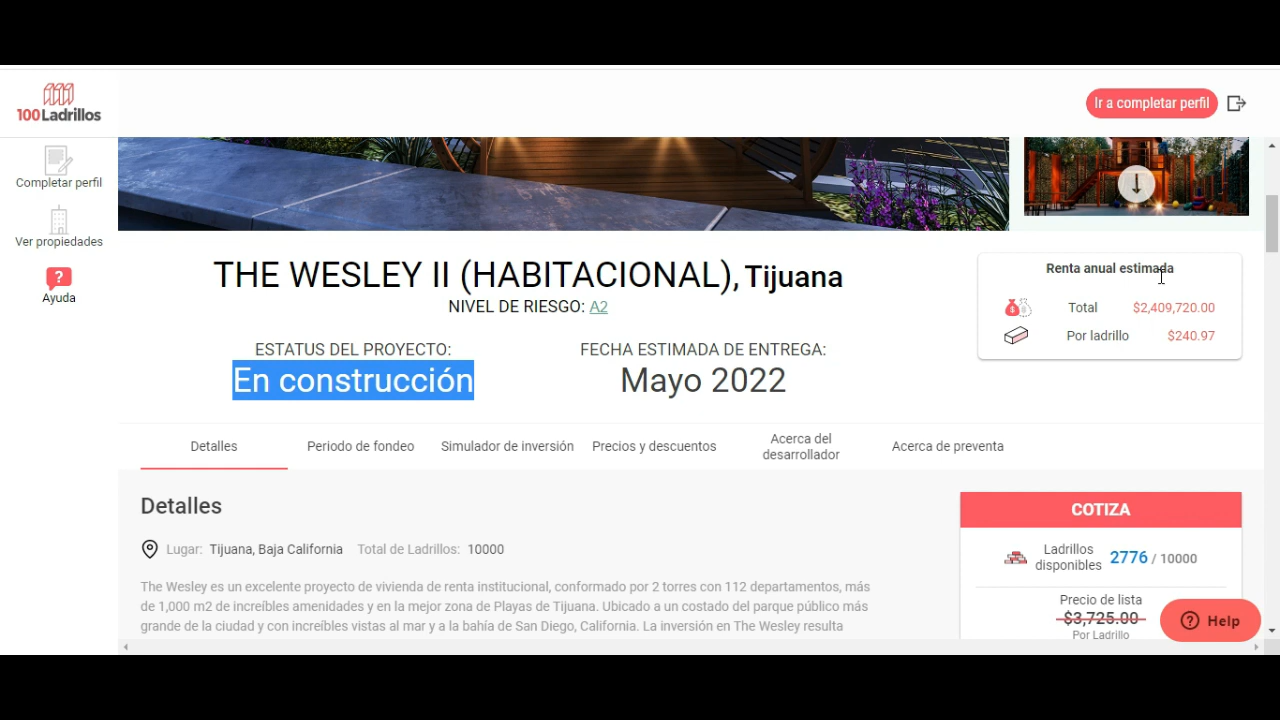 100Ladrillos
Ir a completar perfil
Completar perfil
Ver propiedades
?
Ayuda
THE WESLEY II (HABITACIONAL), Tijuana
NIVEL DE RIESGO: A2
ESTATUS DEL PROYECTO:
En construcción
FECHA ESTIMADA DE ENTREGA:
Mayo 2022
Renta anual estimada
Total $2,409,720.00
Por ladrillo $240.97
Detalles
Periodo de fondeo
Simulador de inversión
Precios y descuentos
Acerca del
desarrollador
Acerca de preventa
Detalles
Lugar: Tijuana, Baja California Total de Ladrillos: 10000
The Wesley es un excelente proyecto de vivienda de renta institucional, conformado por 2 torres con 112 departamentos, más
de 1,000 m2 de increíbles amenidades y en la mejor zona de Playas de Tijuana. Ubicado a un costado del parque público más
grande de la ciudad y con increíbles vistas al mar y a la bahía de San Diego, California. La inversión en The Wesley resulta
COTIZA
Ladrillos
disponibles 2776 / 10000
Precio de lista
$3,725.00
Por Ladrillo
? Help